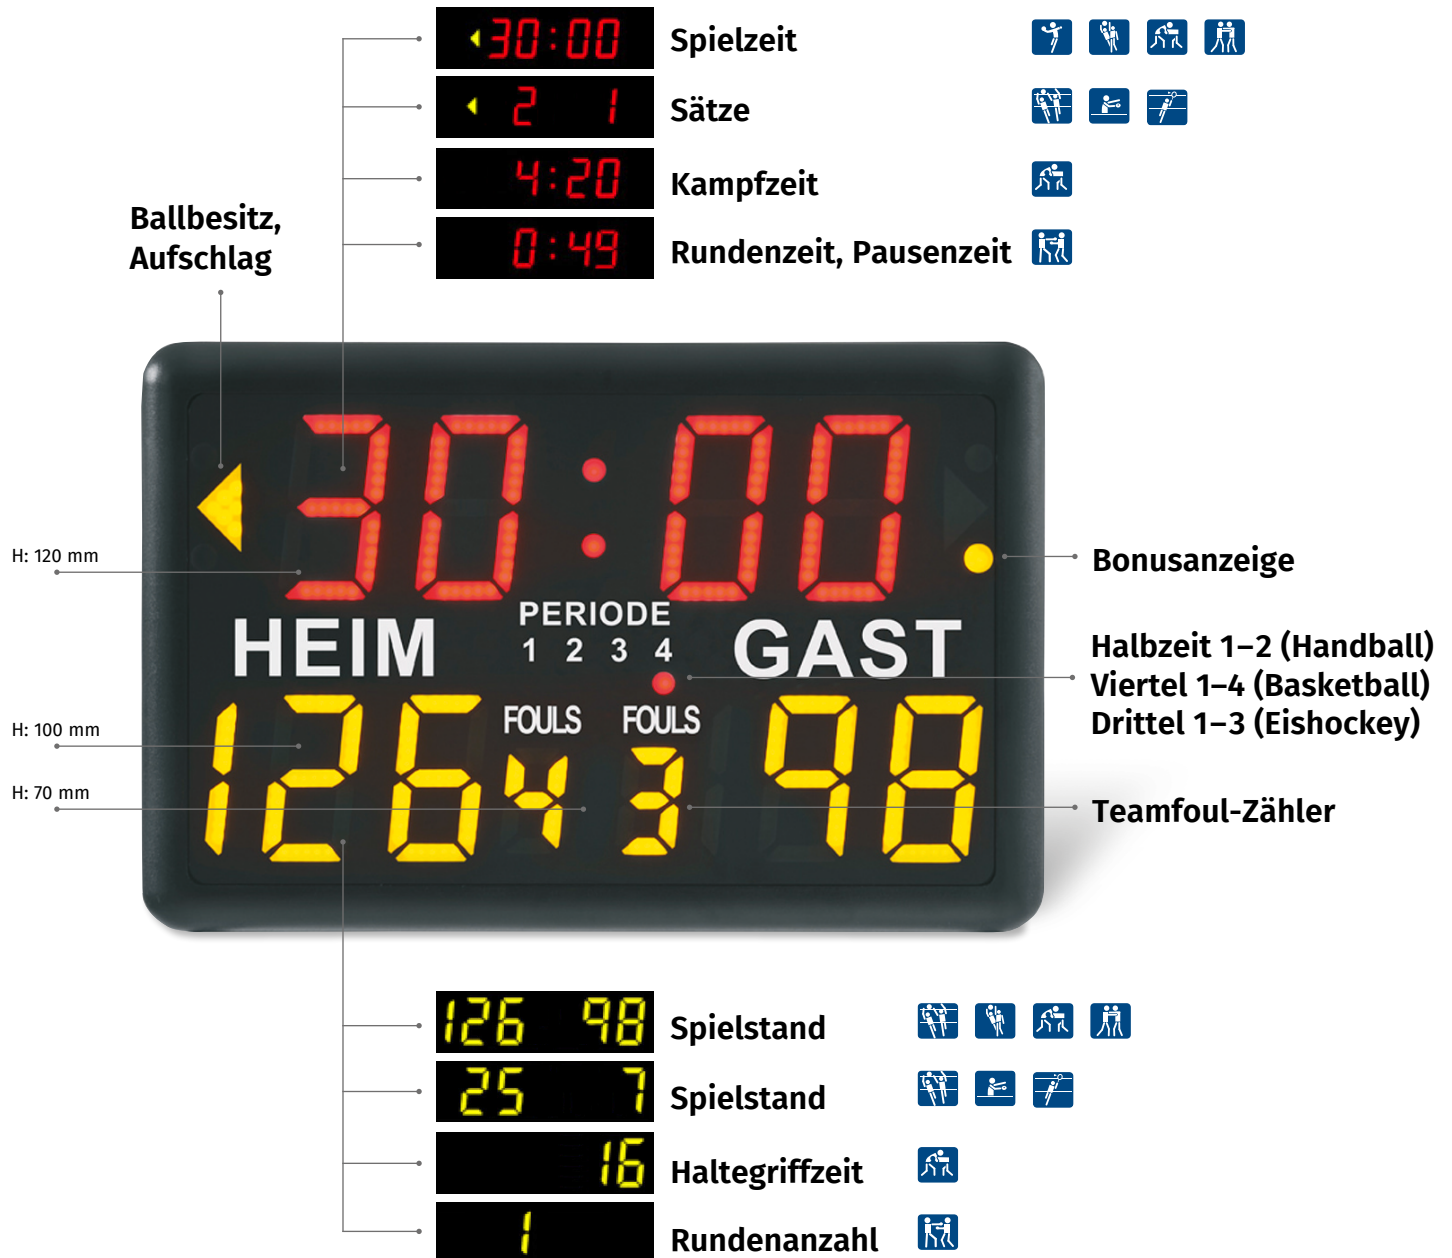 30:00 Spielzeit
2 1 Sätze
4:20 Kampfzeit
0:49 Rundenzeit, Pausenzeit
Ballbesitz,
Aufschlag
30:00
H: 120 mm
Bonusanzeige
PERIODE
1 2 3 4
HEIM GAST
Halbzeit 1–2 (Handball)
Viertel 1–4 (Basketball)
Drittel 1–3 (Eishockey)
FOULS FOULS
126 4 3 98
H: 100 mm
H: 70 mm
Teamfoul-Zähler
126 98 Spielstand
25 7 Spielstand
16 Haltegriffzeit
1 Rundenanzahl